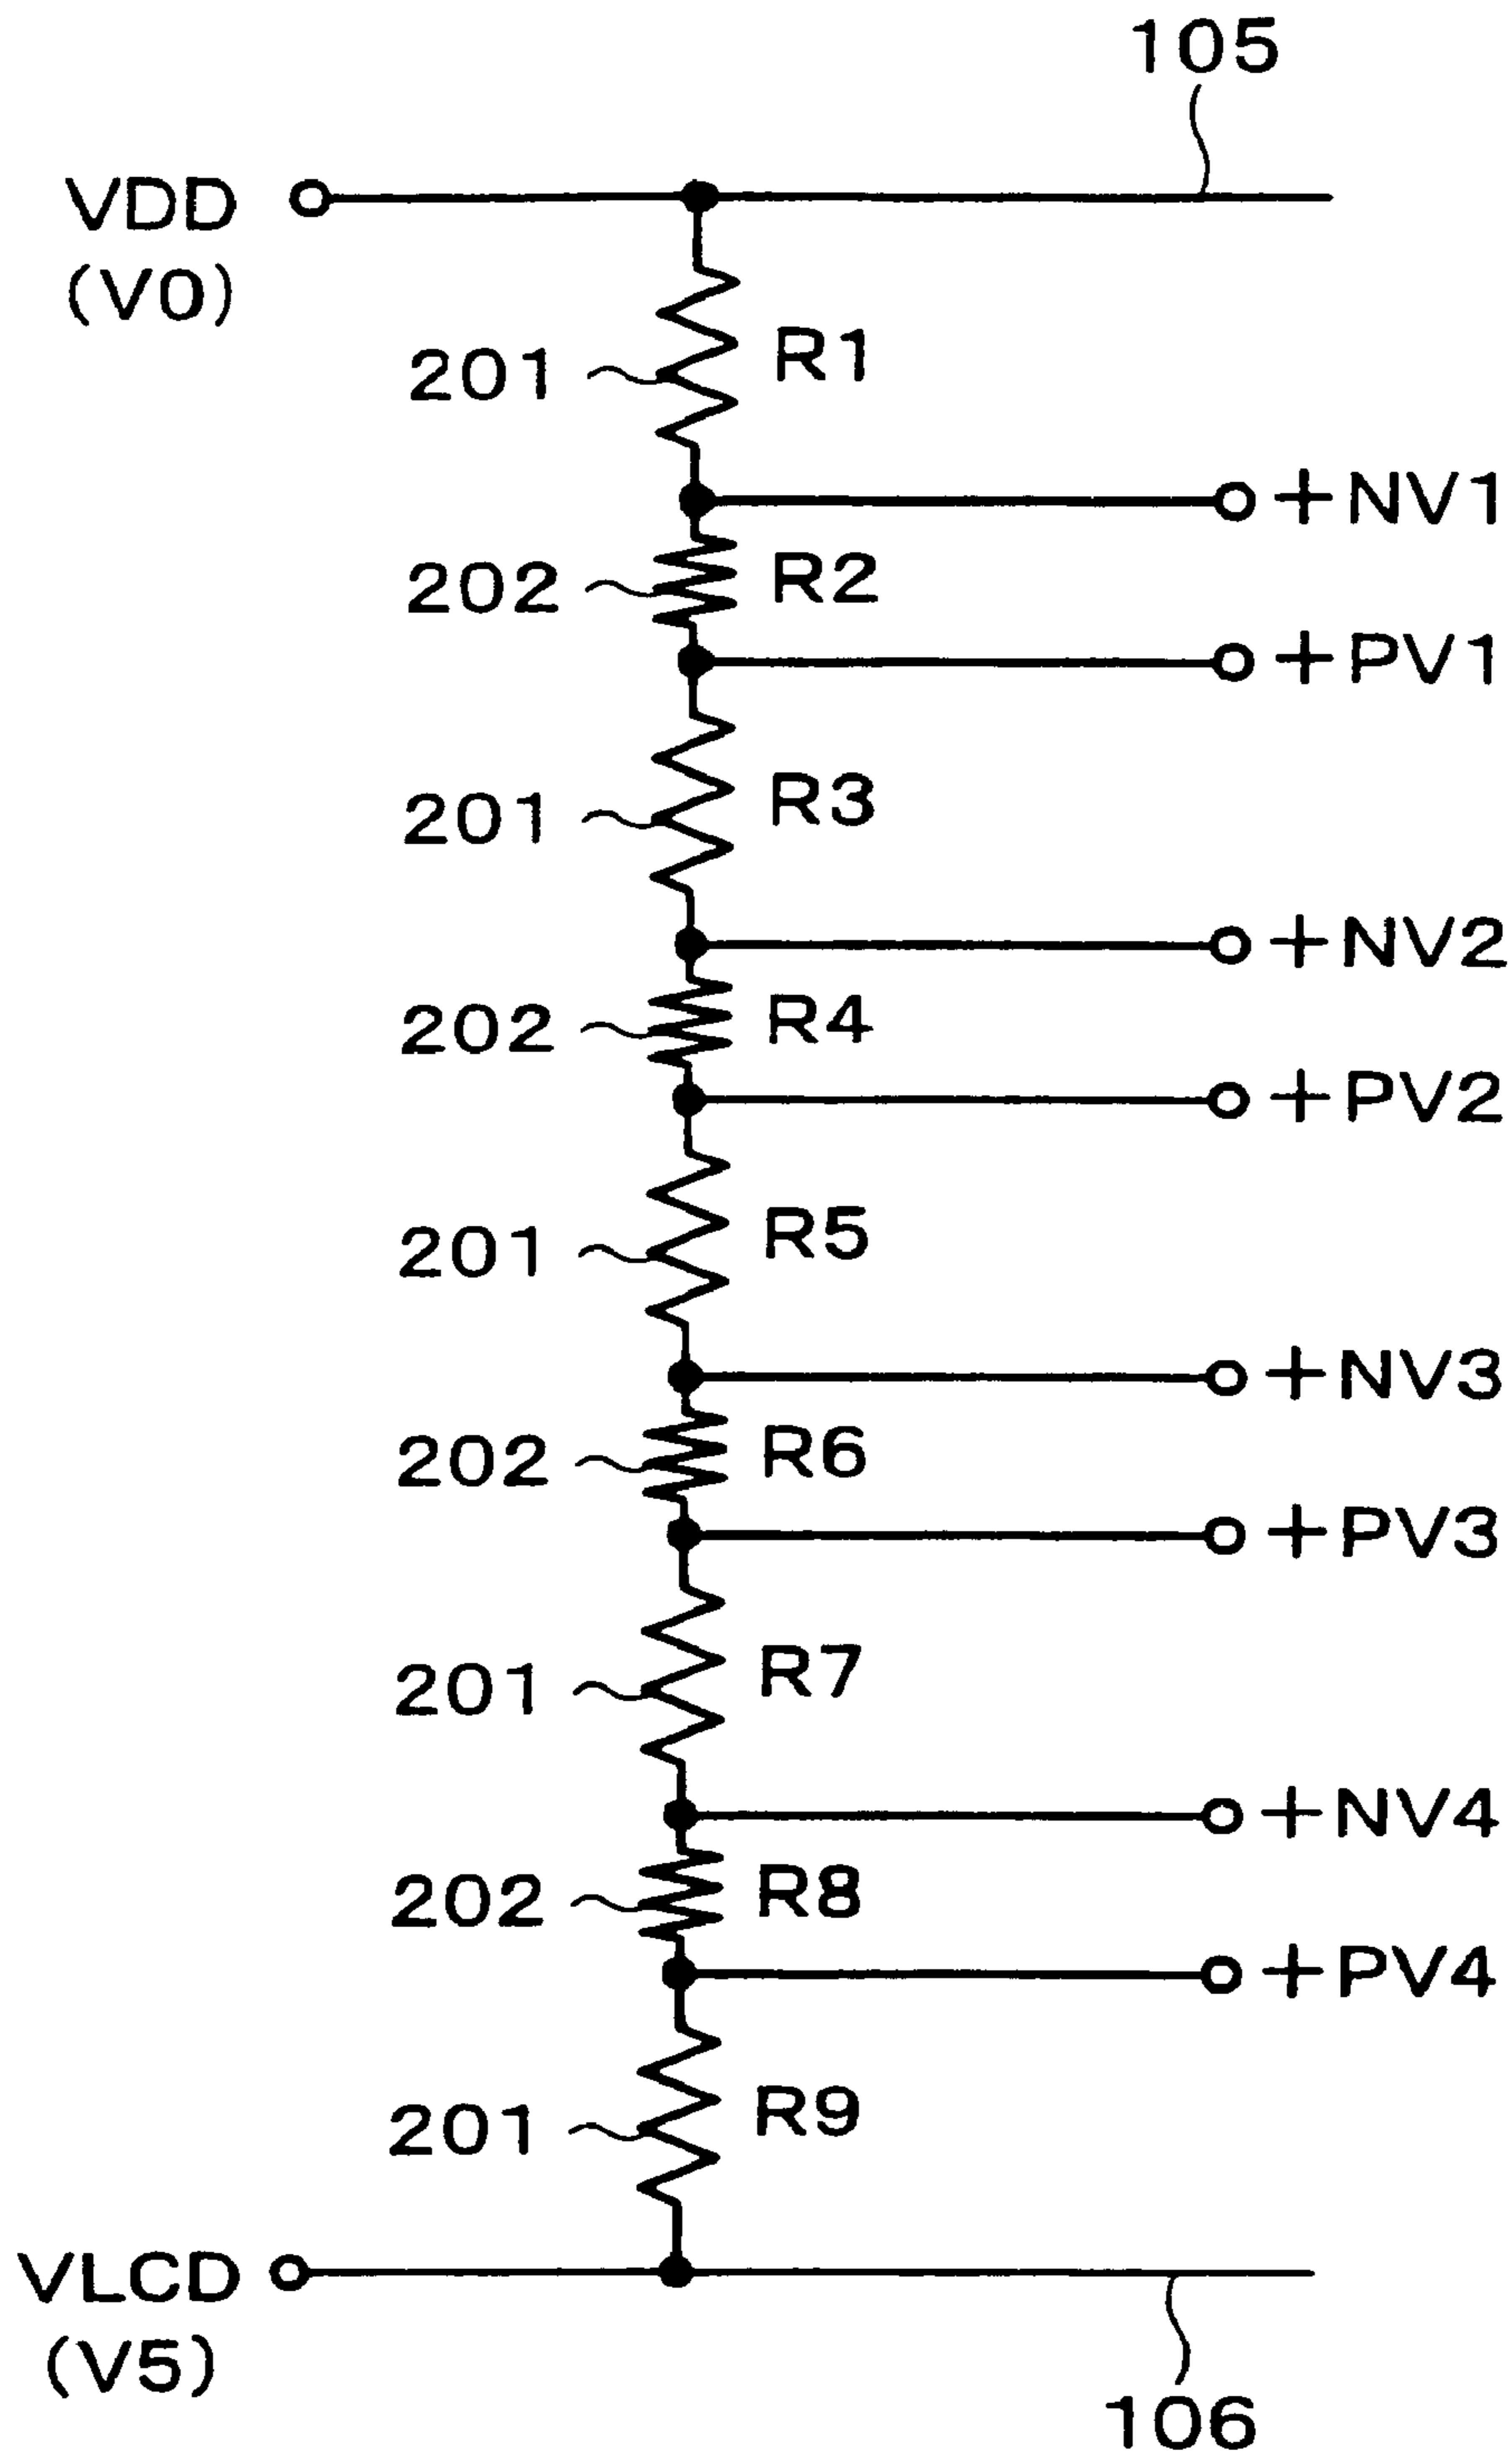 105
VDD
(V0)
201 R1
+NV1
202 R2
+PV1
201 R3
+NV2
202 R4
+PV2
201 R5
+NV3
202 R6
+PV3
201 R7
+NV4
202 R8
+PV4
201 R9
VLCD
(V5)
106